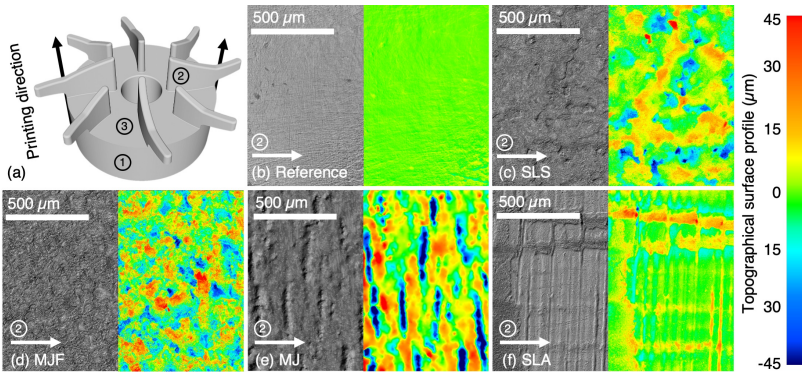 Printing direction
②
③
①
(a)
500 µm
②
(b) Reference
500 µm
②
(c) SLS
500 µm
②
(d) MJF
500 µm
②
(e) MJ
500 µm
②
(f) SLA
45
30
15
0
15
30
-45
Topographical surface profile (µm)